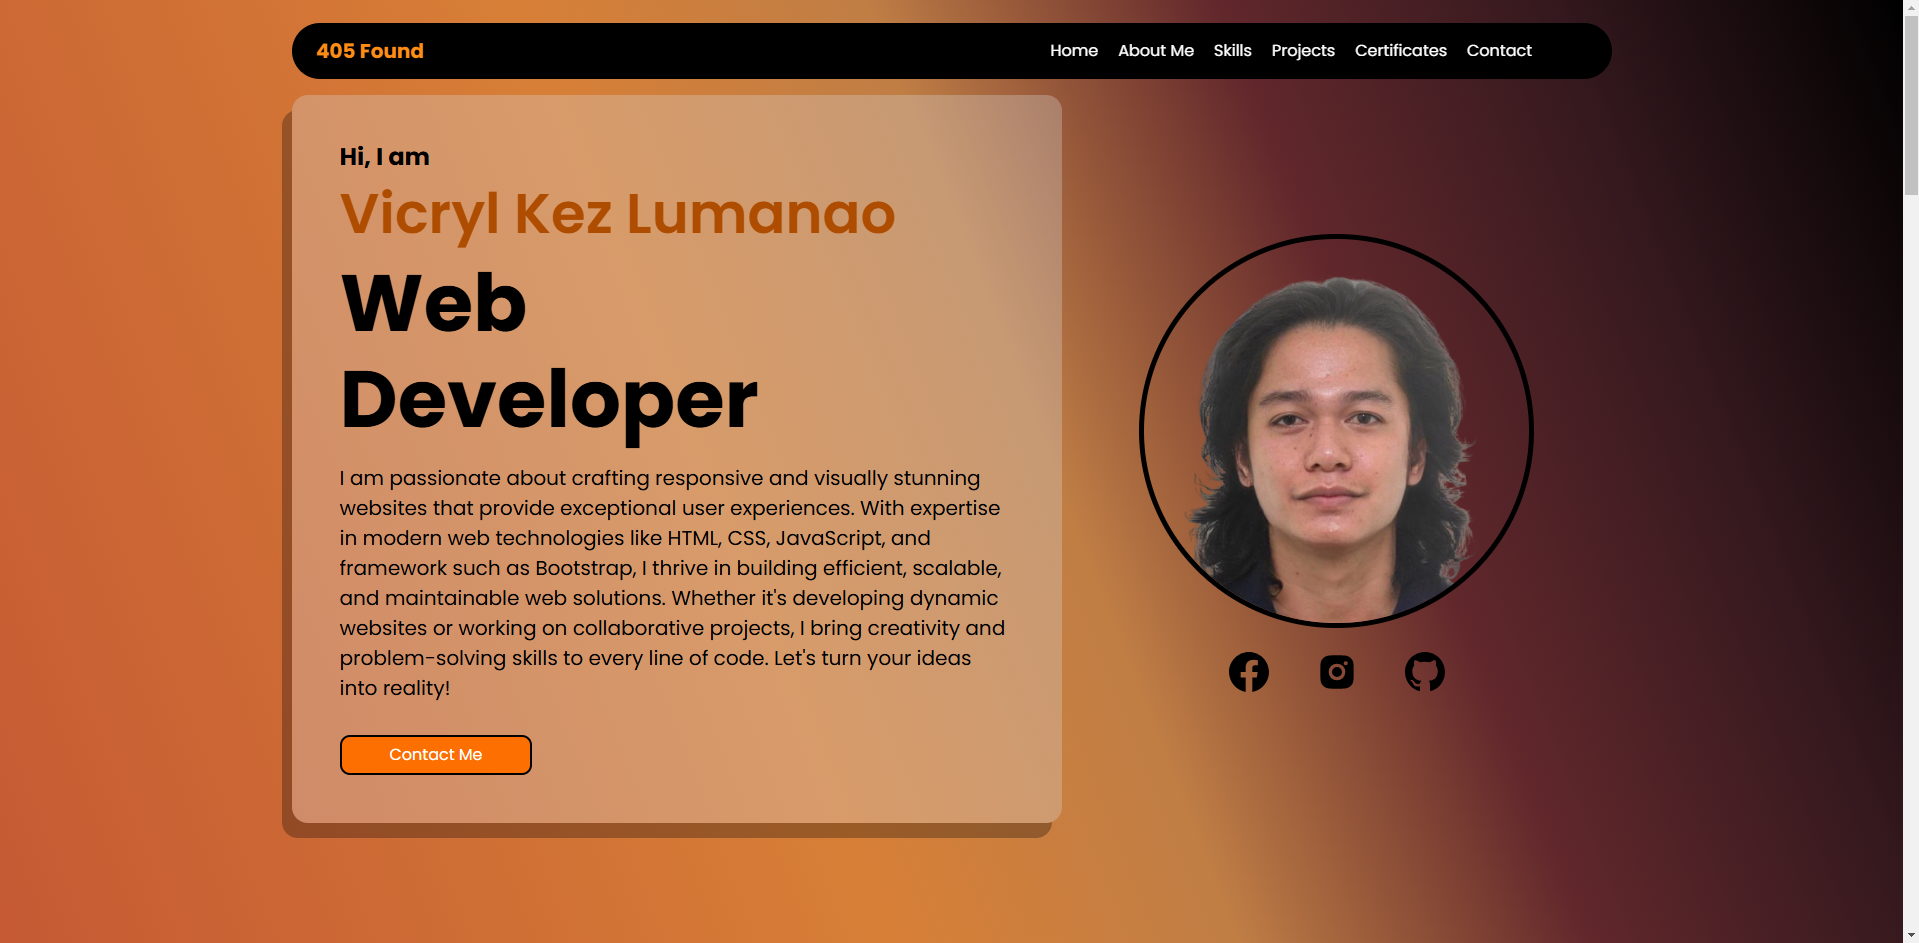 405 Found
Home About Me Skills Projects Certificates Contact
Hi, I am
Vicryl Kez Lumanao
Web
Developer
I am passionate about crafting responsive and visually stunning
websites that provide exceptional user experiences. With expertise
in modern web technologies like HTML, CSS, JavaScript, and
framework such as Bootstrap, I thrive in building efficient, scalable,
and maintainable web solutions. Whether it's developing dynamic
websites or working on collaborative projects, I bring creativity and
problem-solving skills to every line of code. Let's turn your ideas
into reality!
Contact Me